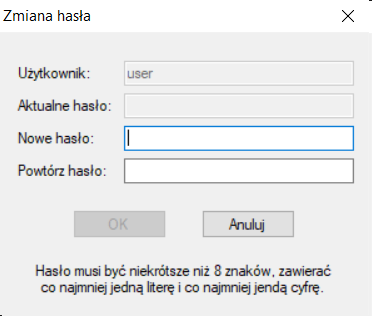 Zmiana hasła
Użytkownik: user
Aktualne hasło:
Nowe hasło:
Powtórz hasło:
OK Anuluj
Hasło musi być niekrótsze niż 8 znaków, zawierać
co najmniej jedną literę i co najmniej jendą cyfrę.